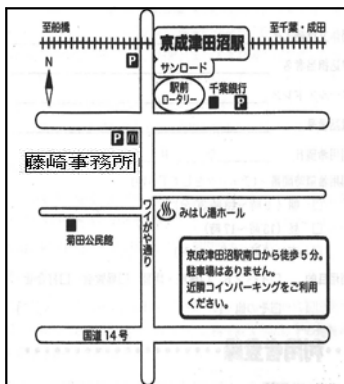 至船橋
京成津田沼駅
至千葉・成田
サンロード
N
P
駅前
ロータリー
千葉銀行
P
P
藤崎事務所
ワイがや通り
みはし湯ホール
菊田公民館
京成津田沼駅南口から徒歩5分。
駐車場はありません。
近隣コインパーキングをご利用
ください。
国道14号